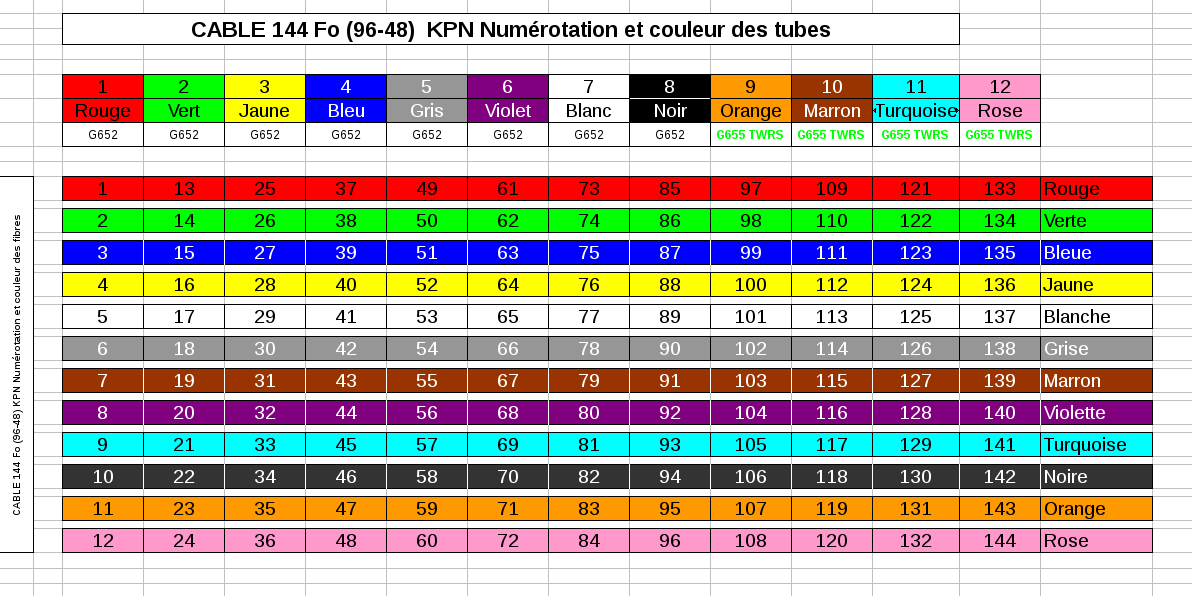 CABLE 144 Fo (96-48) KPN Numérotation et couleur des tubes
1 2 3 4 5 6 7 8 9 10 11 12
Rouge Vert Jaune Bleu Gris Violet Blanc Noir Orange Marron Turquoise Rose
G652 G652 G652 G652 G652 G652 G652 G652 G655 TWRS G655 TWRS G655 TWRS G655 TWRS
CABLE 144 Fo (96-48) KPN Numérotation et couleur des fibres
1 13 25 37 49 61 73 85 97 109 121 133 Rouge
2 14 26 38 50 62 74 86 98 110 122 134 Verte
3 15 27 39 51 63 75 87 99 111 123 135 Bleue
4 16 28 40 52 64 76 88 100 112 124 136 Jaune
5 17 29 41 53 65 77 89 101 113 125 137 Blanche
6 18 30 42 54 66 78 90 102 114 126 138 Grise
7 19 31 43 55 67 79 91 103 115 127 139 Marron
8 20 32 44 56 68 80 92 104 116 128 140 Violette
9 21 33 45 57 69 81 93 105 117 129 141 Turquoise
10 22 34 46 58 70 82 94 106 118 130 142 Noire
11 23 35 47 59 71 83 95 107 119 131 143 Orange
12 24 36 48 60 72 84 96 108 120 132 144 Rose